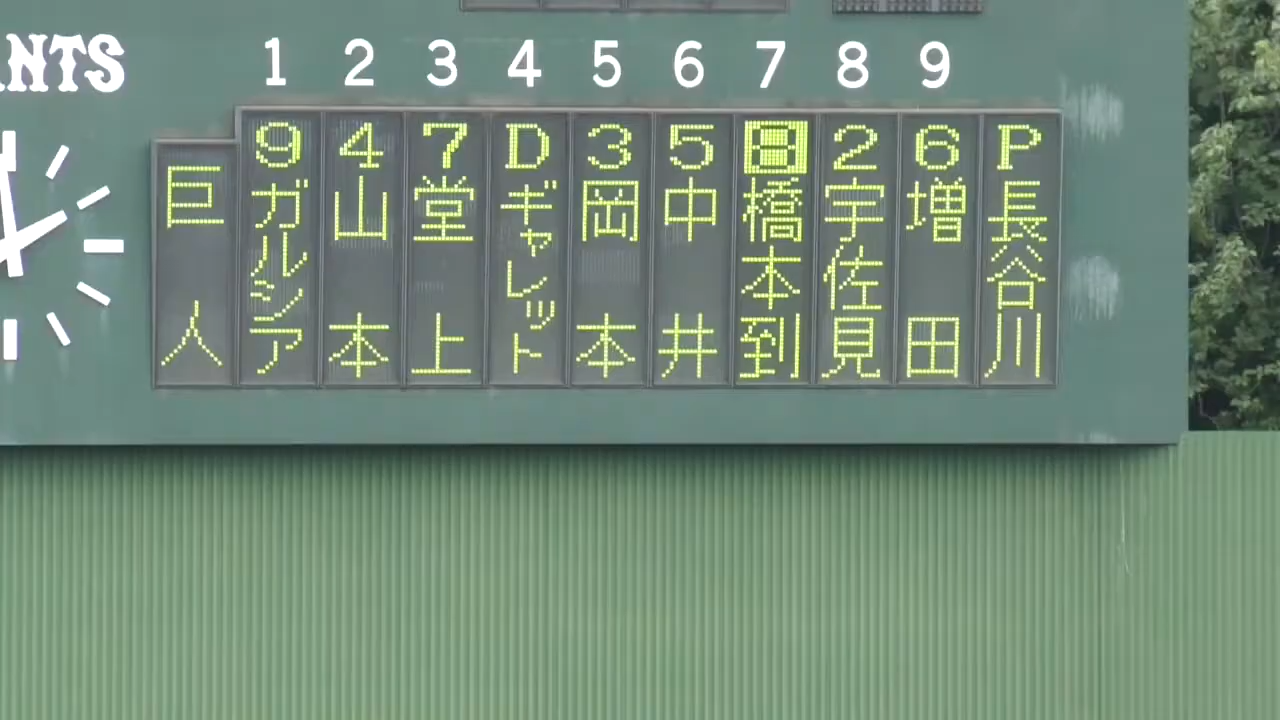 ANTS
1 2 3 4 5 6 7 8 9
巨人
9 ガルシア
4 山本
7 堂上
D ギャレット
3 岡本
5 中井
8 橋本到
2 宇佐見
6 増田
P 長谷川